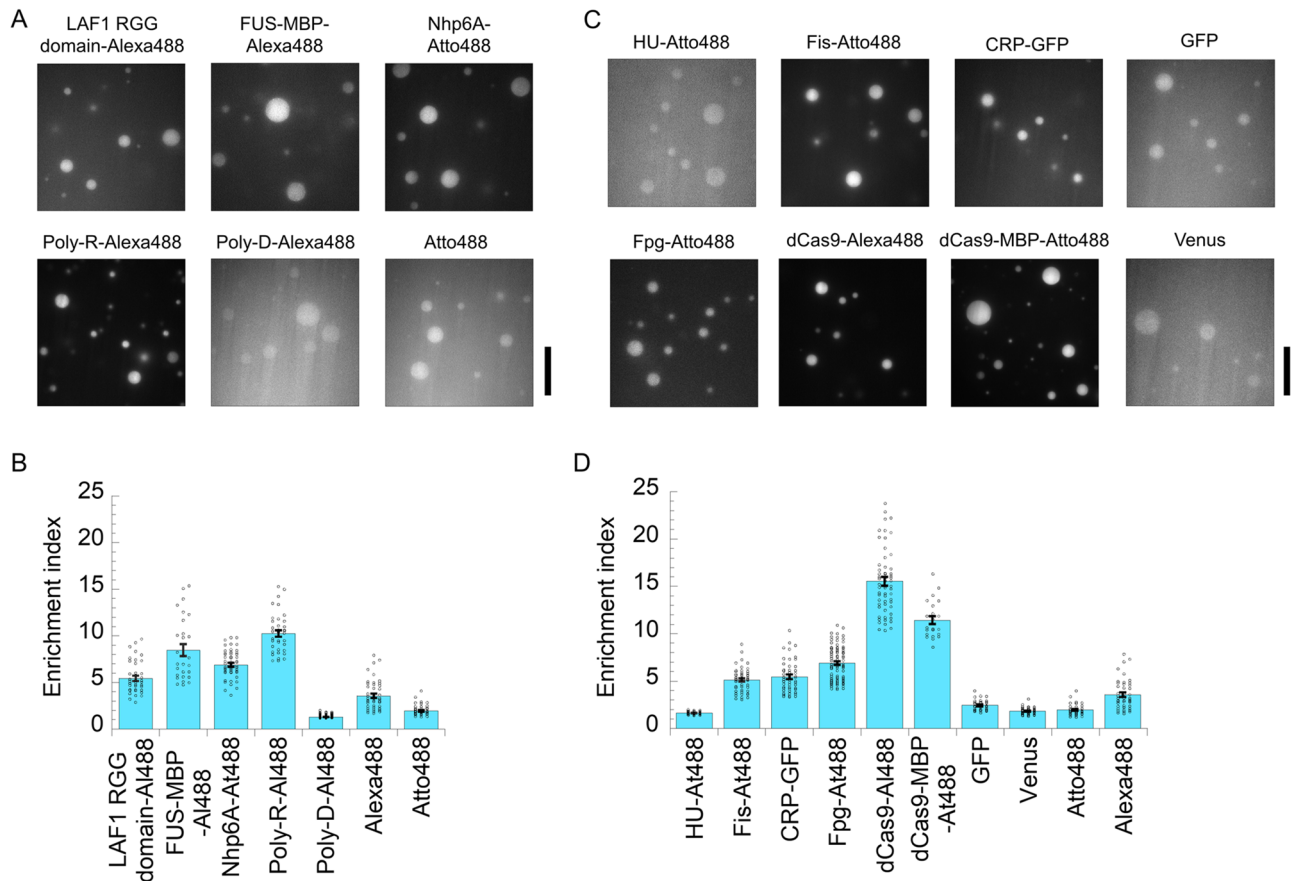 A
LAF1 RGG
domain-Alexa488
FUS-MBP-
Alexa488
Nhp6A-
Atto488
Poly-R-Alexa488
Poly-D-Alexa488
Atto488
C
HU-Atto488
Fis-Atto488
CRP-GFP
GFP
Fpg-Atto488
dCas9-Alexa488
dCas9-MBP-Atto488
Venus
B
Enrichment index
25
20
15
10
5
0
LAF1 RGG
domain-Al488
FUS-MBP
-Al488
Nhp6A-At488
Poly-R-Al488
Poly-D-Al488
Alexa488
Atto488
D
Enrichment index
25
20
15
10
5
0
HU-At488
Fis-At488
CRP-GFP
Fpg-At488
dCas9-Al488
dCas9-MBP
-At488
GFP
Venus
Atto488
Alexa488